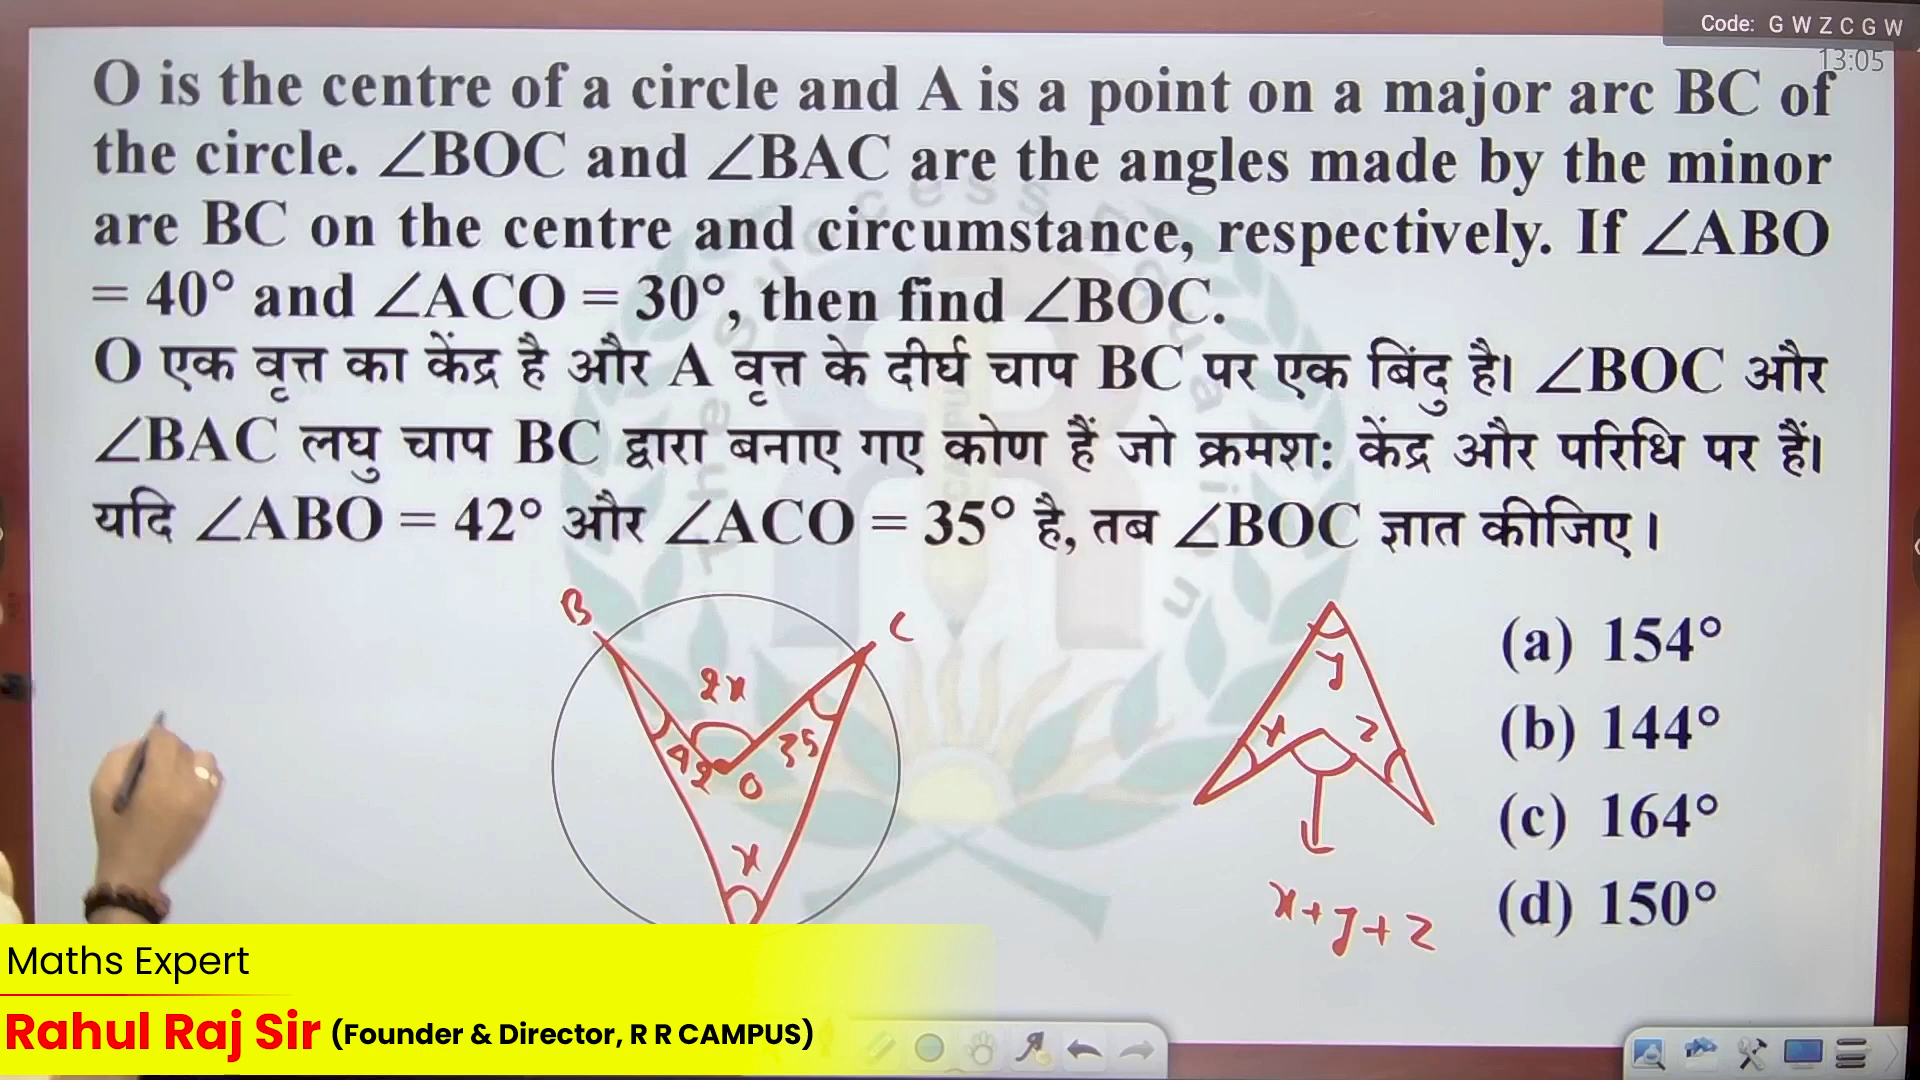 Code: G W Z C G W
13:05
O is the centre of a circle and A is a point on a major arc BC of
the circle. ∠BOC and ∠BAC are the angles made by the minor
are BC on the centre and circumstance, respectively. If ∠ABO
= 40° and ∠ACO = 30°, then find ∠BOC.
O एक वृत्त का केंद्र है और A वृत्त के दीर्घ चाप BC पर एक बिंदु है। ∠BOC और
∠BAC लघु चाप BC द्वारा बनाए गए कोण हैं जो क्रमश: केंद्र और परिधि पर हैं।
यदि ∠ABO = 42° और ∠ACO = 35° है, तब ∠BOC ज्ञात कीजिए।
B
C
2x
42
O
35
x
y
x
z
x+y+z
(a) 154°
(b) 144°
(c) 164°
(d) 150°
Maths Expert
Rahul Raj Sir (Founder & Director, R R CAMPUS)